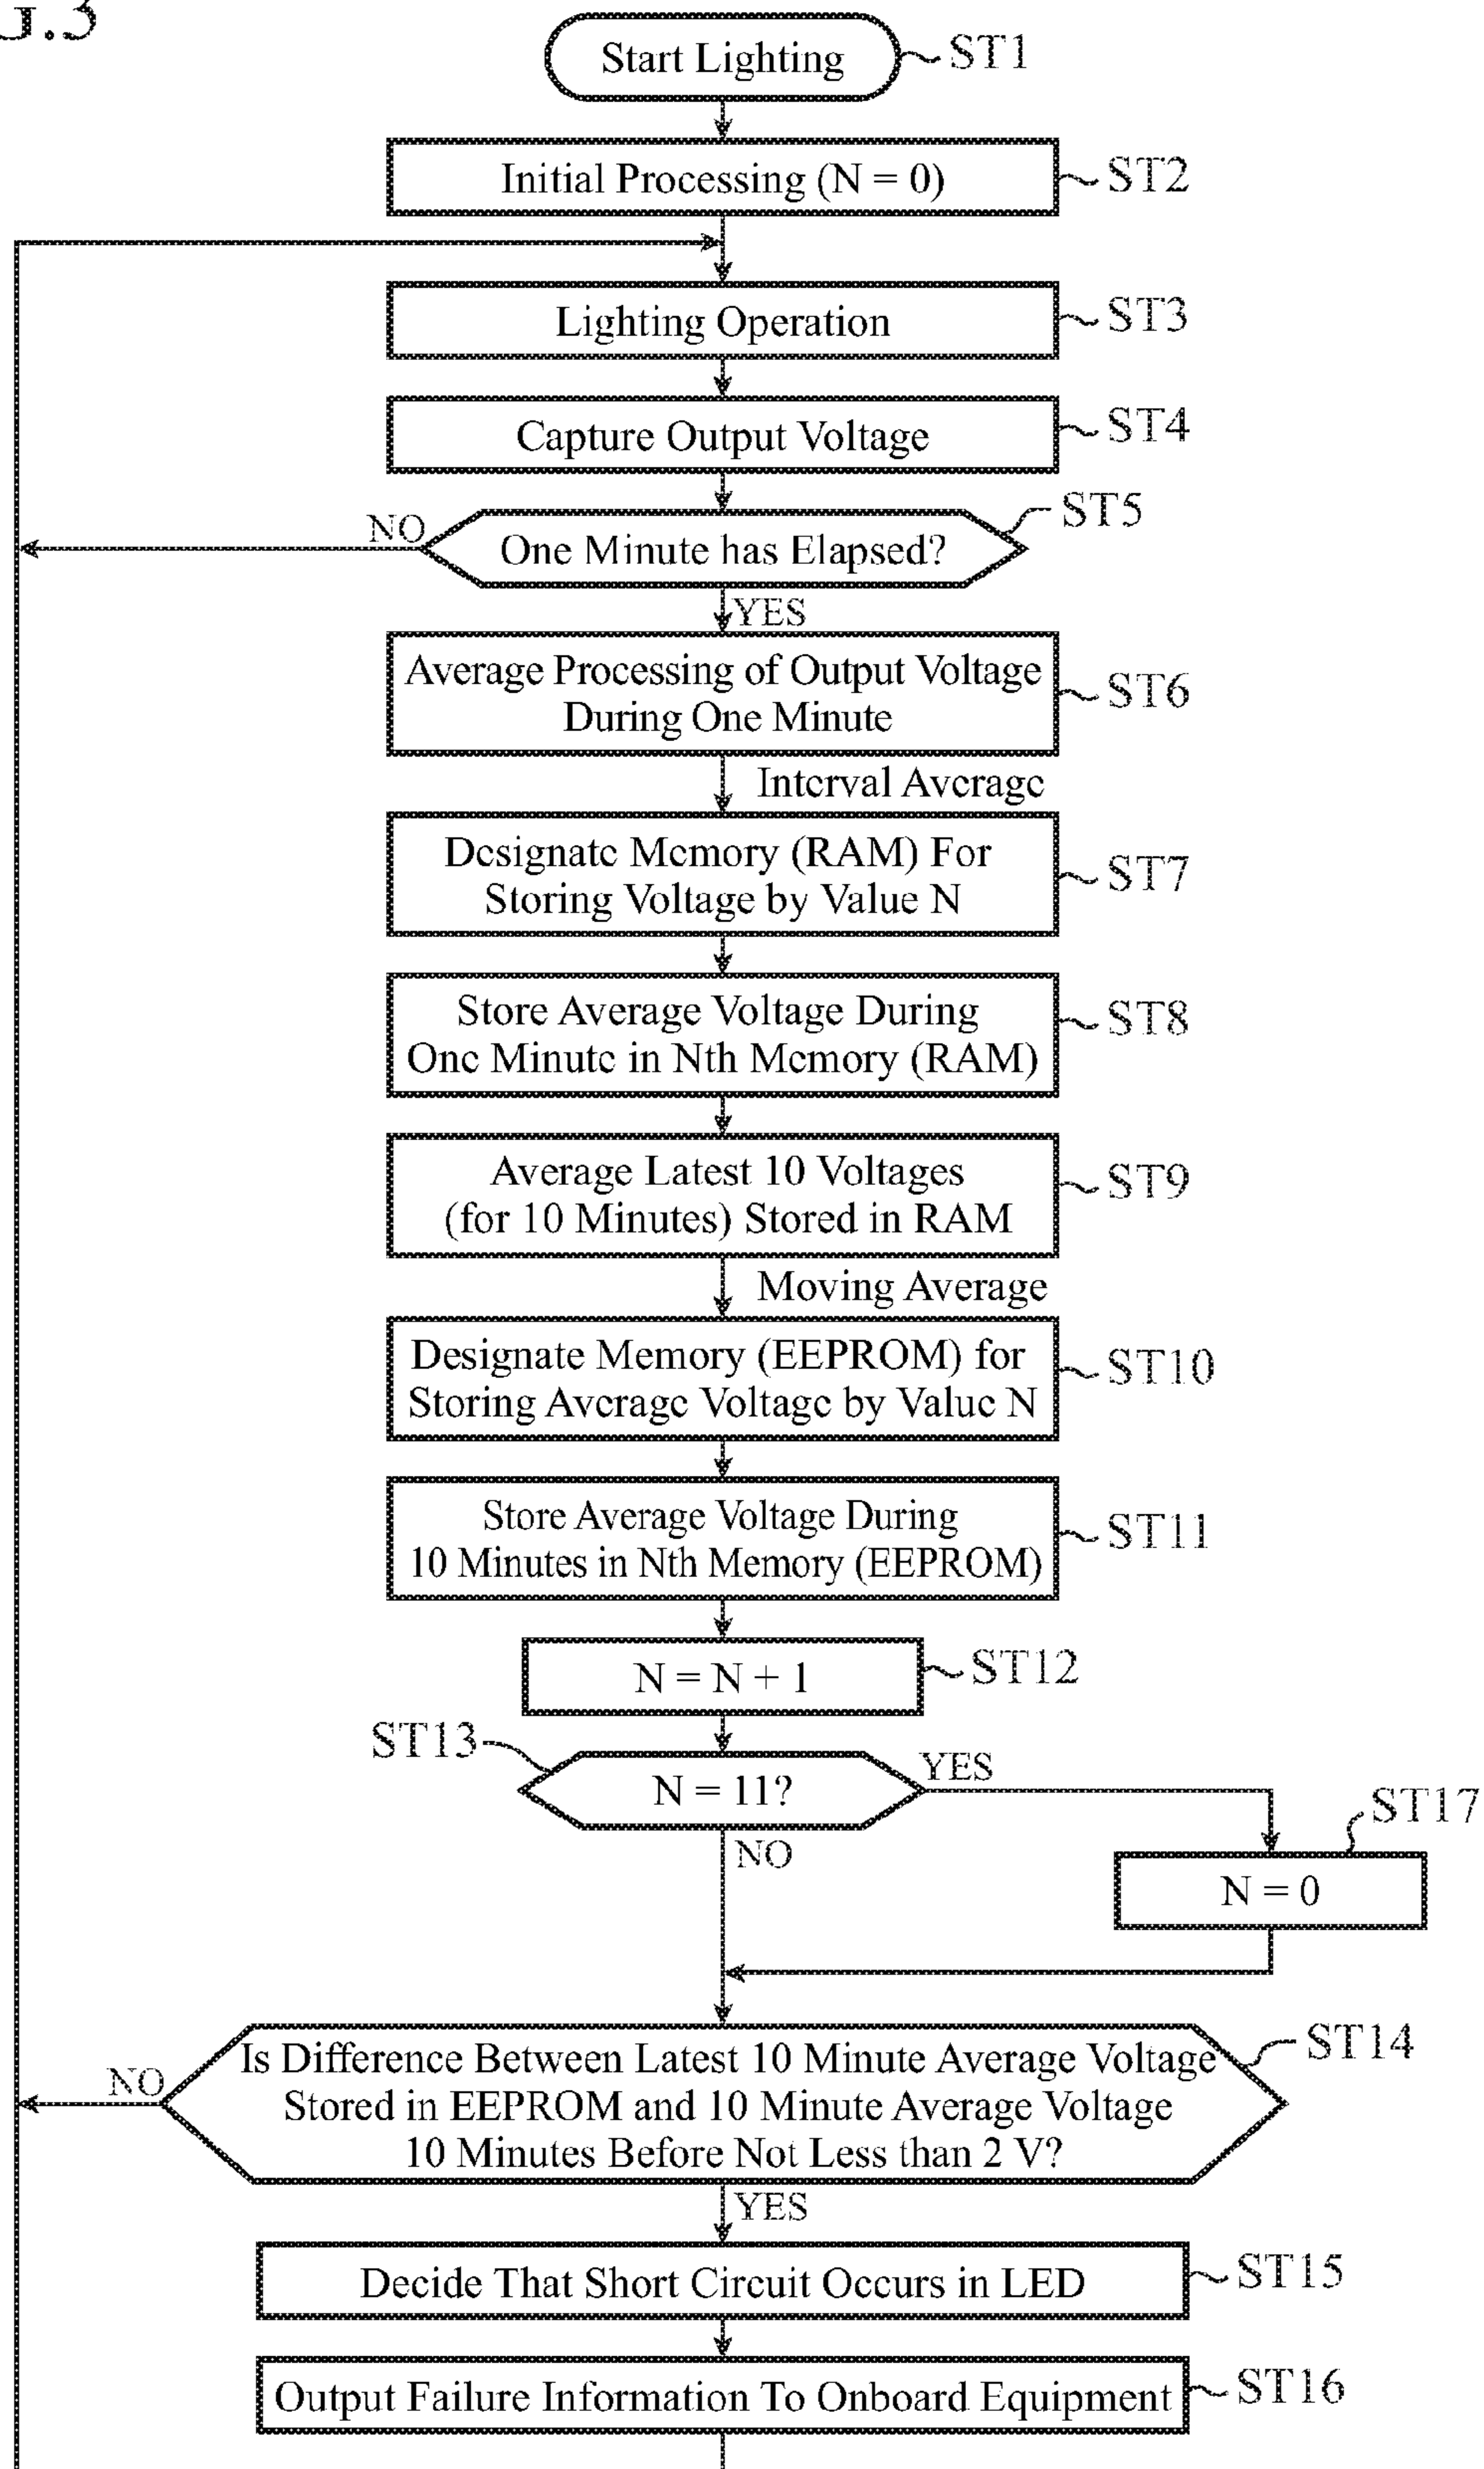 G.3
Start Lighting
ST1
Initial Processing (N = 0)
ST2
Lighting Operation
ST3
Capture Output Voltage
ST4
NO
One Minute has Elapsed?
ST5
YES
Average Processing of Output Voltage
During One Minute
ST6
Interval Average
Designate Memory (RAM) For
Storing Voltage by Value N
ST7
Store Average Voltage During
One Minute in Nth Memory (RAM)
ST8
Average Latest 10 Voltages
(for 10 Minutes) Stored in RAM
ST9
Moving Average
Designate Memory (EEPROM) for
Storing Average Voltage by Value N
ST10
Store Average Voltage During
10 Minutes in Nth Memory (EEPROM)
ST11
N = N + 1
ST12
ST13
N = 11?
YES
NO
ST17
N = 0
NO
Is Difference Between Latest 10 Minute Average Voltage
Stored in EEPROM and 10 Minute Average Voltage
10 Minutes Before Not Less than 2 V?
ST14
YES
Decide That Short Circuit Occurs in LED
ST15
Output Failure Information To Onboard Equipment
ST16